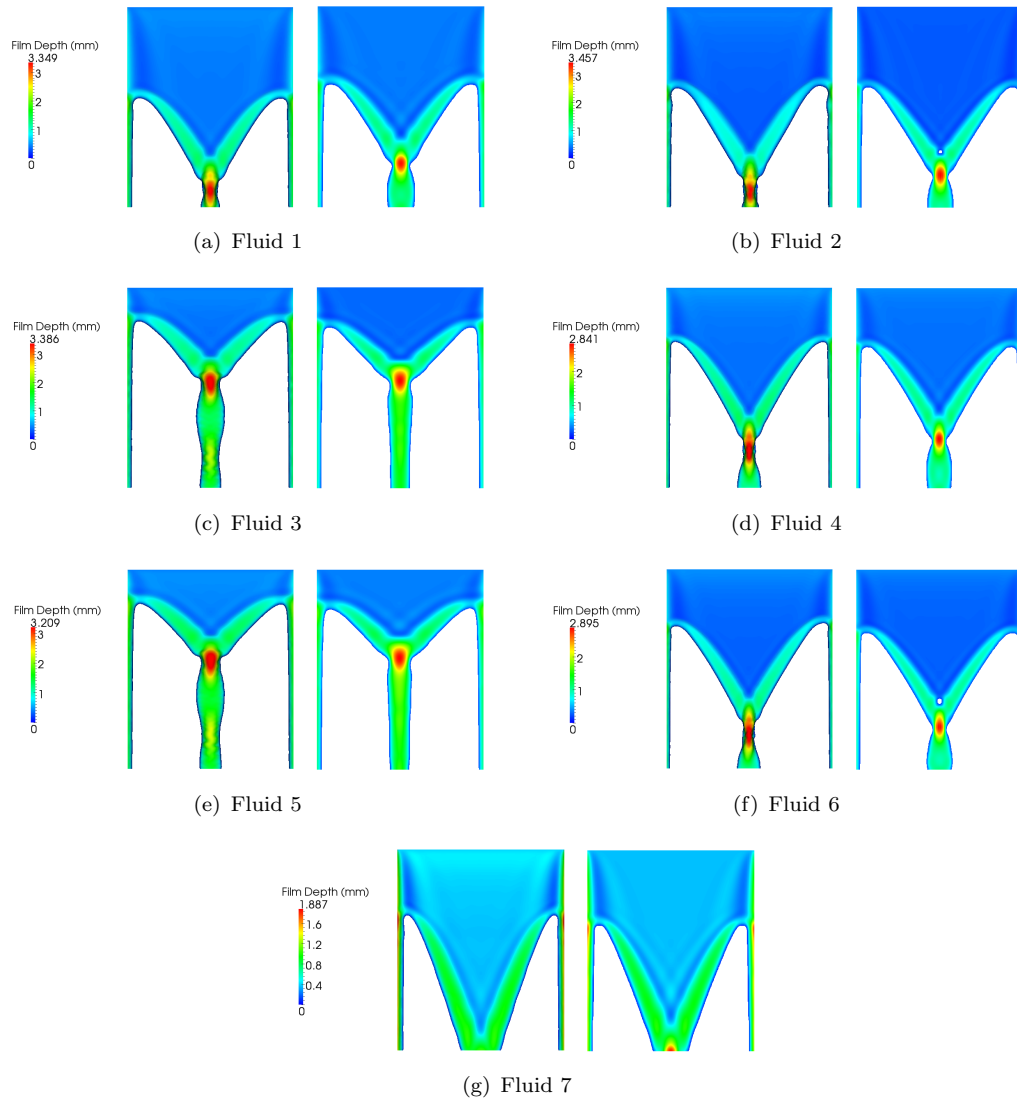 Film Depth (mm)
3.349
3
2
1
0
(a) Fluid 1
Film Depth (mm)
3.457
3
2
1
0
(b) Fluid 2
Film Depth (mm)
3.386
3
2
1
0
(c) Fluid 3
Film Depth (mm)
2.841
2
1
0
(d) Fluid 4
Film Depth (mm)
3.209
3
2
1
0
(e) Fluid 5
Film Depth (mm)
2.895
2
1
0
(f) Fluid 6
Film Depth (mm)
1.887
1.6
1.2
0.8
0.4
0
(g) Fluid 7